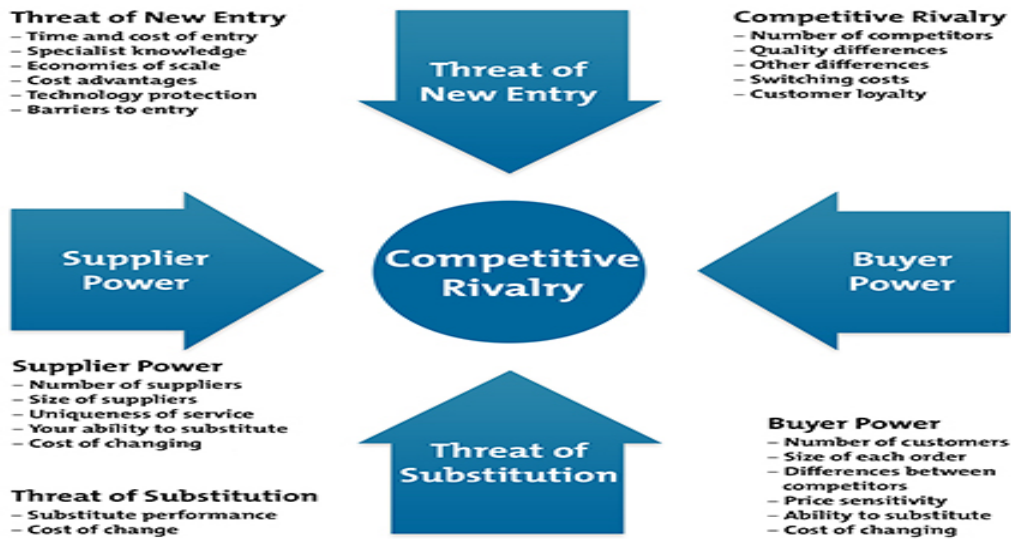 Threat of New Entry
– Time and cost of entry
– Specialist knowledge
– Economies of scale
– Cost advantages
– Technology protection
– Barriers to entry
Threat of
New Entry
Competitive Rivalry
– Number of competitors
– Quality differences
– Other differences
– Switching costs
– Customer loyalty
Supplier
Power
Competitive
Rivalry
Buyer
Power
Supplier Power
– Number of suppliers
– Size of suppliers
– Uniqueness of service
– Your ability to substitute
– Cost of changing
Threat of Substitution
– Substitute performance
– Cost of change
Threat of
Substitution
Buyer Power
– Number of customers
– Size of each order
– Differences between
competitors
– Price sensitivity
– Ability to substitute
– Cost of changing